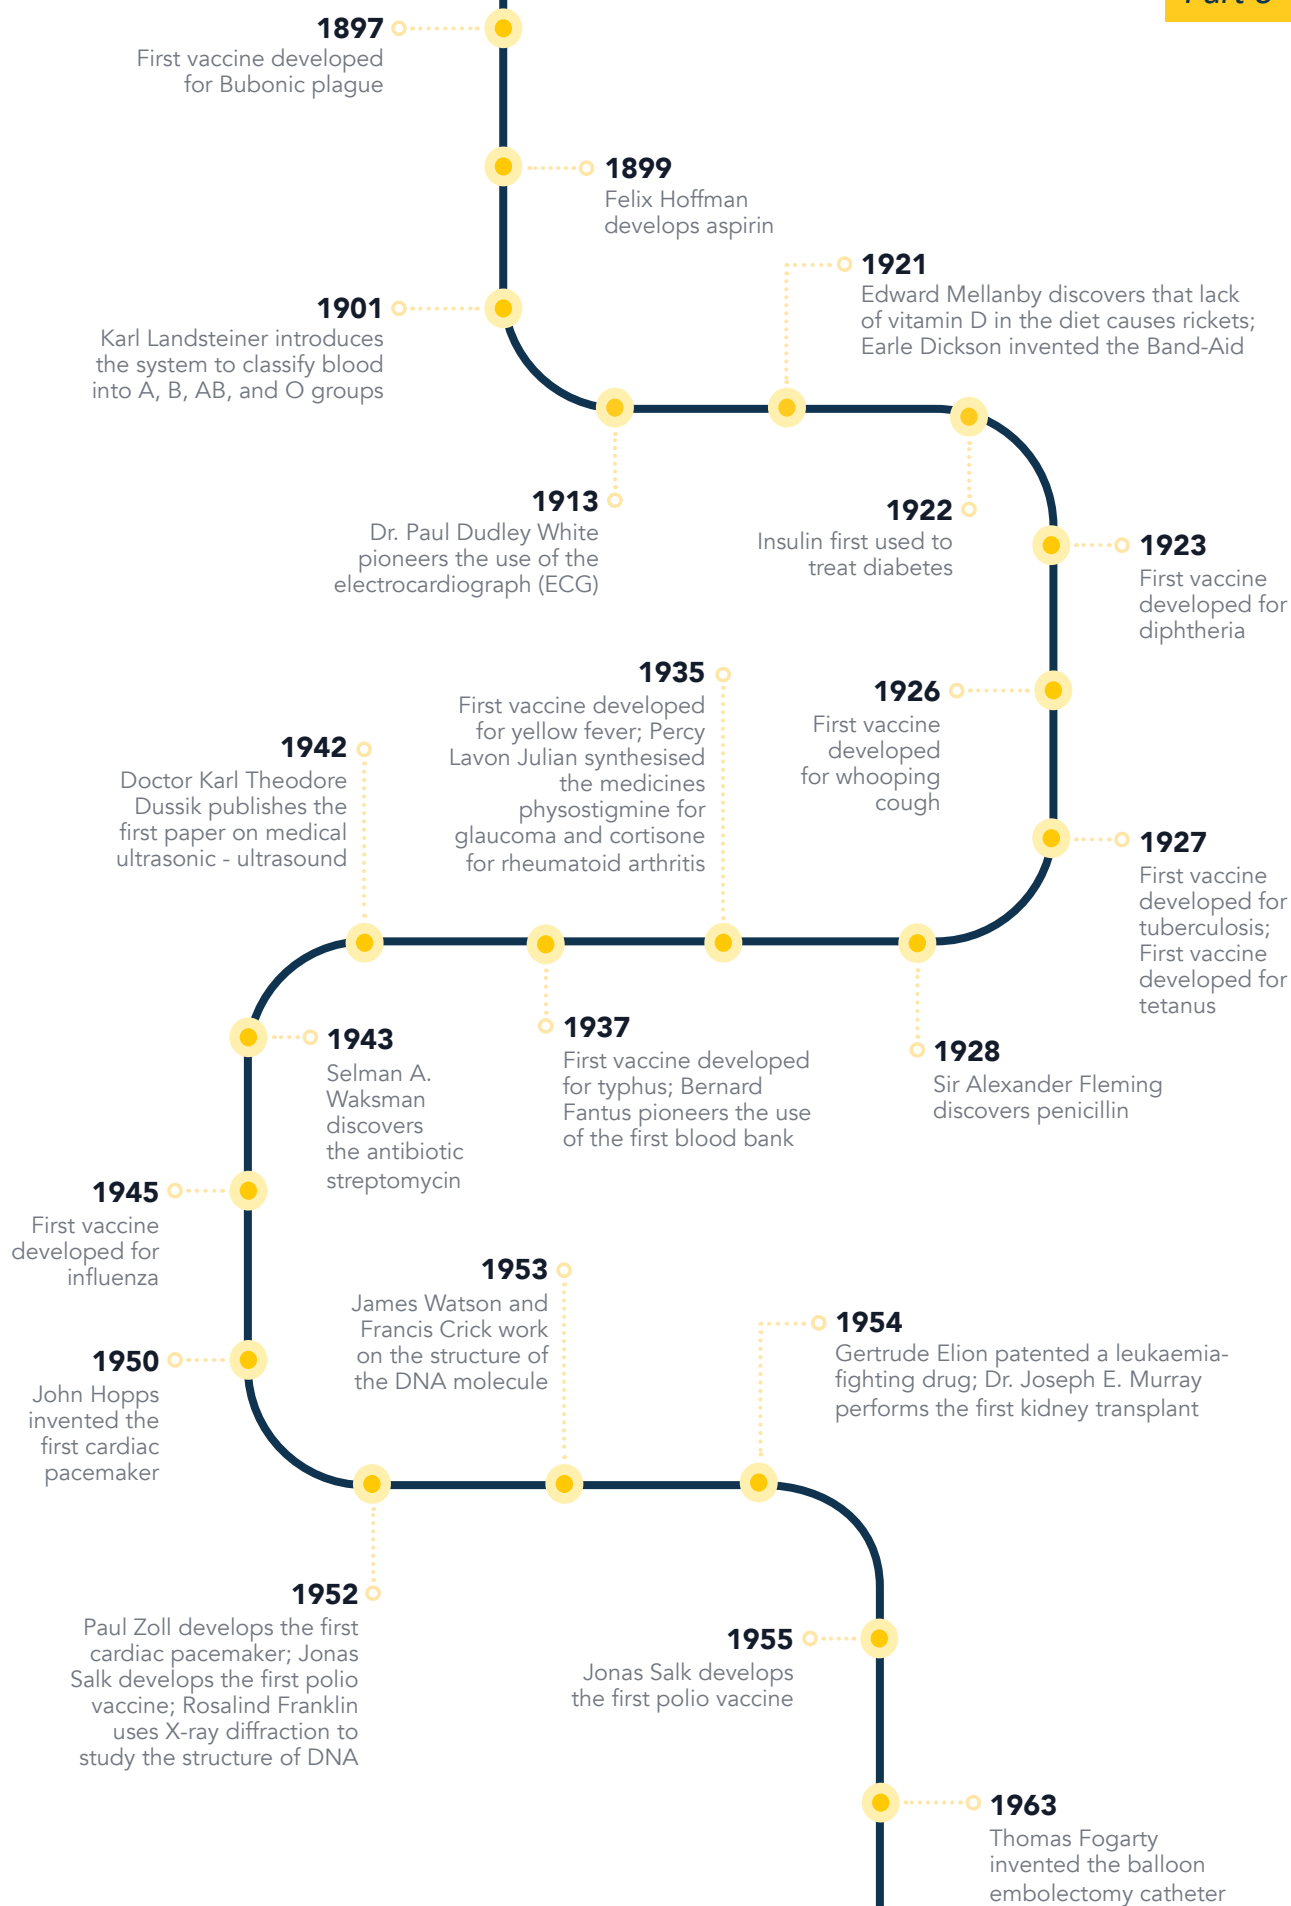 Part 3
1897
First vaccine developed
for Bubonic plague
1899
Felix Hoffman
develops aspirin
1901
Karl Landsteiner introduces
the system to classify blood
into A, B, AB, and O groups
1913
Dr. Paul Dudley White
pioneers the use of the
electrocardiograph (ECG)
1921
Edward Mellanby discovers that lack
of vitamin D in the diet causes rickets;
Earle Dickson invented the Band-Aid
1922
Insulin first used to
treat diabetes
1923
First vaccine
developed for
diphtheria
1926
First vaccine
developed
for whooping
cough
1927
First vaccine
developed for
tuberculosis;
First vaccine
developed for
tetanus
1928
Sir Alexander Fleming
discovers penicillin
1935
First vaccine developed
for yellow fever; Percy
Lavon Julian synthesised
the medicines
physostigmine for
glaucoma and cortisone
for rheumatoid arthritis
1937
First vaccine developed
for typhus; Bernard
Fantus pioneers the use
of the first blood bank
1942
Doctor Karl Theodore
Dussik publishes the
first paper on medical
ultrasonic - ultrasound
1943
Selman A.
Waksman
discovers
the antibiotic
streptomycin
1945
First vaccine
developed for
influenza
1950
John Hopps
invented the
first cardiac
pacemaker
1952
Paul Zoll develops the first
cardiac pacemaker; Jonas
Salk develops the first polio
vaccine; Rosalind Franklin
uses X-ray diffraction to
study the structure of DNA
1953
James Watson and
Francis Crick work
on the structure of
the DNA molecule
1954
Gertrude Elion patented a leukaemia-
fighting drug; Dr. Joseph E. Murray
performs the first kidney transplant
1955
Jonas Salk develops
the first polio vaccine
1963
Thomas Fogarty
invented the balloon
embolectomy catheter